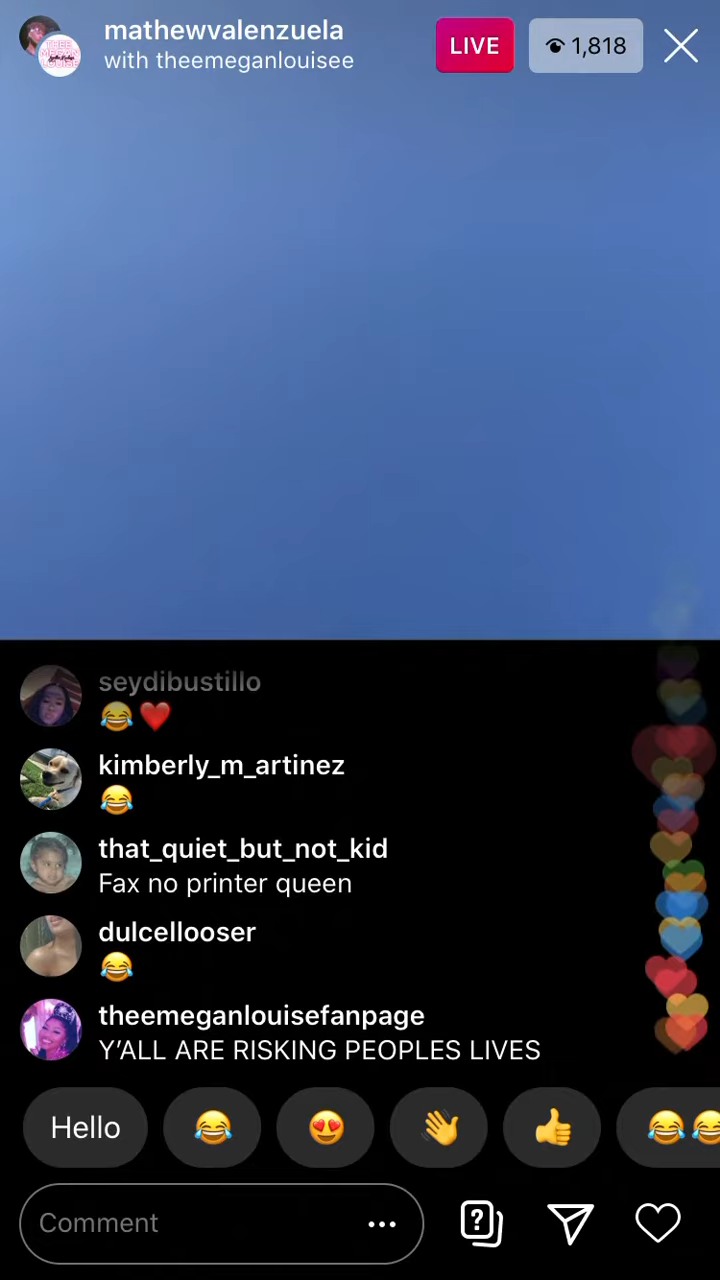 mathewvalenzuela
with theemeganlouisee
LIVE
1,818
seydibustillo
😂❤️
kimberly_m_artinez
😂
that_quiet_but_not_kid
Fax no printer queen
dulcellooser
😂
theemeganlouisefanpage
Y'ALL ARE RISKING PEOPLES LIVES
Hello 😂 😍 👋 👍 😂😂
Comment